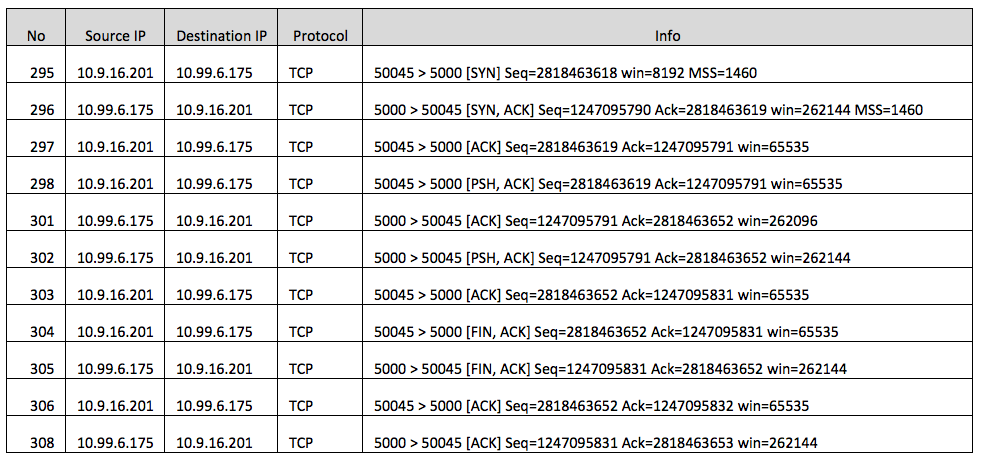 No Source IP Destination IP Protocol Info
295 10.9.16.201 10.99.6.175 TCP 50045 > 5000 [SYN] Seq=2818463618 win=8192 MSS=1460
296 10.99.6.175 10.9.16.201 TCP 5000 > 50045 [SYN, ACK] Seq=1247095790 Ack=2818463619 win=262144 MSS=1460
297 10.9.16.201 10.99.6.175 TCP 50045 > 5000 [ACK] Seq=2818463619 Ack=1247095791 win=65535
298 10.9.16.201 10.99.6.175 TCP 50045 > 5000 [PSH, ACK] Seq=2818463619 Ack=1247095791 win=65535
301 10.99.6.175 10.9.16.201 TCP 5000 > 50045 [ACK] Seq=1247095791 Ack=2818463652 win=262096
302 10.99.6.175 10.9.16.201 TCP 5000 > 50045 [PSH, ACK] Seq=1247095791 Ack=2818463652 win=262144
303 10.9.16.201 10.99.6.175 TCP 50045 > 5000 [ACK] Seq=2818463652 Ack=1247095831 win=65535
304 10.9.16.201 10.99.6.175 TCP 50045 > 5000 [FIN, ACK] Seq=2818463652 Ack=1247095831 win=65535
305 10.99.6.175 10.9.16.201 TCP 5000 > 50045 [FIN, ACK] Seq=1247095831 Ack=2818463652 win=262144
306 10.9.16.201 10.99.6.175 TCP 50045 > 5000 [ACK] Seq=2818463652 Ack=1247095832 win=65535
308 10.99.6.175 10.9.16.201 TCP 5000 > 50045 [ACK] Seq=1247095831 Ack=2818463653 win=262144